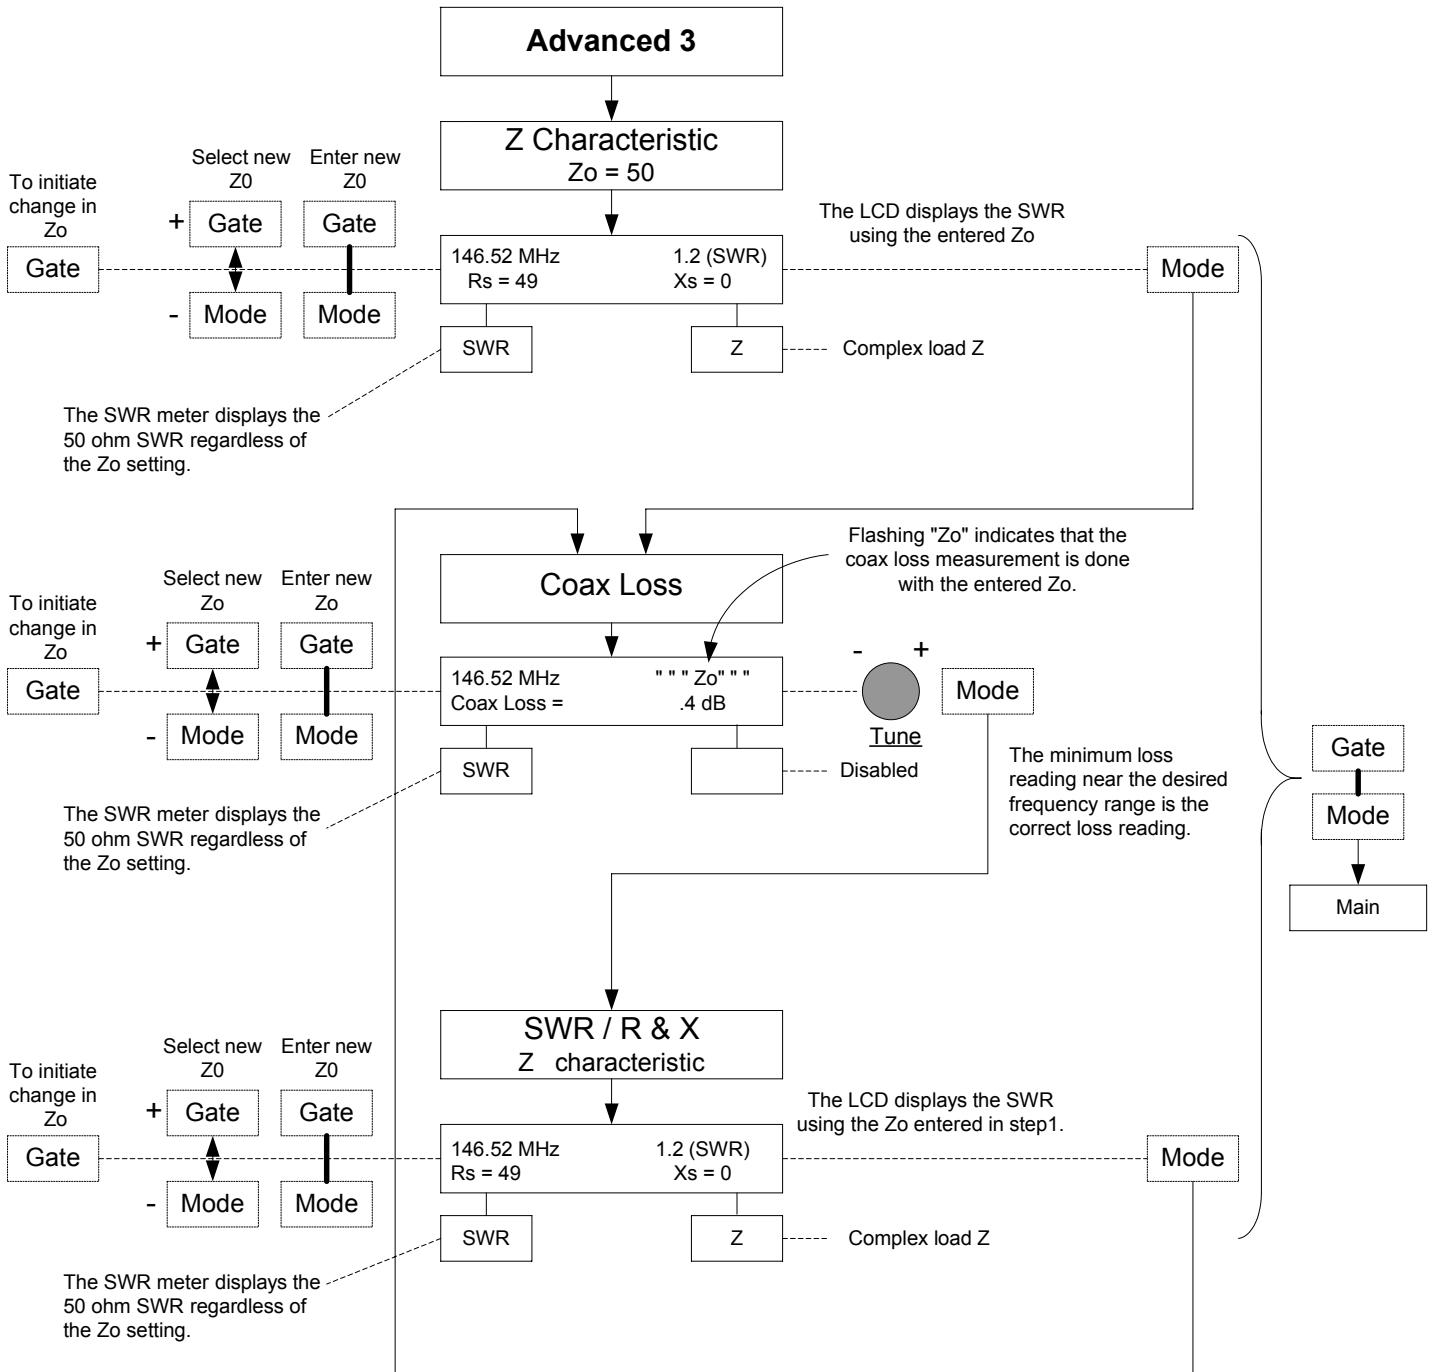 Advanced 3
Z Characteristic
Zo = 50
To initiate
change in
Zo
Gate
Select new
Z0
+ Gate
- Mode
Enter new
Z0
Gate
Mode
146.52 MHz 1.2 (SWR)
Rs = 49 Xs = 0
The LCD displays the SWR
using the entered Zo
Mode
SWR
Z
Complex load Z
The SWR meter displays the
50 ohm SWR regardless of
the Zo setting.
Flashing "Zo" indicates that the
coax loss measurement is done
with the entered Zo.
Coax Loss
To initiate
change in
Zo
Gate
Select new
Zo
+ Gate
- Mode
Enter new
Zo
Gate
Mode
146.52 MHz " " " Zo" " "
Coax Loss = .4 dB
- +
Tune
Mode
SWR
Disabled
The minimum loss
reading near the desired
frequency range is the
correct loss reading.
The SWR meter displays the
50 ohm SWR regardless of
the Zo setting.
Gate
Mode
Main
SWR / R & X
Z characteristic
To initiate
change in
Zo
Gate
Select new
Z0
+ Gate
- Mode
Enter new
Z0
Gate
Mode
146.52 MHz 1.2 (SWR)
Rs = 49 Xs = 0
The LCD displays the SWR
using the Zo entered in step1.
Mode
SWR
Z
Complex load Z
The SWR meter displays the
50 ohm SWR regardless of
the Zo setting.